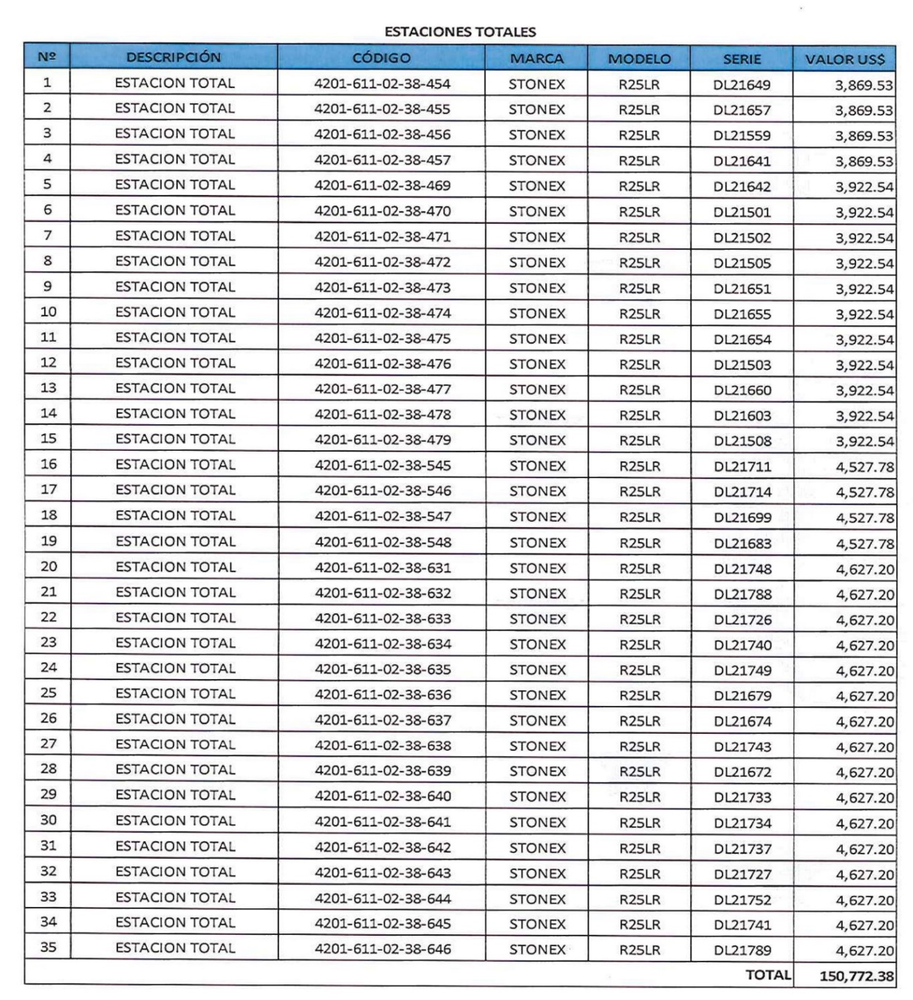 ESTACIONES TOTALES
Nº DESCRIPCIÓN CÓDIGO MARCA MODELO SERIE VALOR US$
1 ESTACION TOTAL 4201-611-02-38-454 STONEX R25LR DL21649 3,869.53
2 ESTACION TOTAL 4201-611-02-38-455 STONEX R25LR DL21657 3,869.53
3 ESTACION TOTAL 4201-611-02-38-456 STONEX R25LR DL21559 3,869.53
4 ESTACION TOTAL 4201-611-02-38-457 STONEX R25LR DL21641 3,869.53
5 ESTACION TOTAL 4201-611-02-38-469 STONEX R25LR DL21642 3,922.54
6 ESTACION TOTAL 4201-611-02-38-470 STONEX R25LR DL21501 3,922.54
7 ESTACION TOTAL 4201-611-02-38-471 STONEX R25LR DL21502 3,922.54
8 ESTACION TOTAL 4201-611-02-38-472 STONEX R25LR DL21505 3,922.54
9 ESTACION TOTAL 4201-611-02-38-473 STONEX R25LR DL21651 3,922.54
10 ESTACION TOTAL 4201-611-02-38-474 STONEX R25LR DL21655 3,922.54
11 ESTACION TOTAL 4201-611-02-38-475 STONEX R25LR DL21654 3,922.54
12 ESTACION TOTAL 4201-611-02-38-476 STONEX R25LR DL21503 3,922.54
13 ESTACION TOTAL 4201-611-02-38-477 STONEX R25LR DL21660 3,922.54
14 ESTACION TOTAL 4201-611-02-38-478 STONEX R25LR DL21603 3,922.54
15 ESTACION TOTAL 4201-611-02-38-479 STONEX R25LR DL21508 3,922.54
16 ESTACION TOTAL 4201-611-02-38-545 STONEX R25LR DL21711 4,527.78
17 ESTACION TOTAL 4201-611-02-38-546 STONEX R25LR DL21714 4,527.78
18 ESTACION TOTAL 4201-611-02-38-547 STONEX R25LR DL21699 4,527.78
19 ESTACION TOTAL 4201-611-02-38-548 STONEX R25LR DL21683 4,527.78
20 ESTACION TOTAL 4201-611-02-38-631 STONEX R25LR DL21748 4,627.20
21 ESTACION TOTAL 4201-611-02-38-632 STONEX R25LR DL21788 4,627.20
22 ESTACION TOTAL 4201-611-02-38-633 STONEX R25LR DL21726 4,627.20
23 ESTACION TOTAL 4201-611-02-38-634 STONEX R25LR DL21740 4,627.20
24 ESTACION TOTAL 4201-611-02-38-635 STONEX R25LR DL21749 4,627.20
25 ESTACION TOTAL 4201-611-02-38-636 STONEX R25LR DL21679 4,627.20
26 ESTACION TOTAL 4201-611-02-38-637 STONEX R25LR DL21674 4,627.20
27 ESTACION TOTAL 4201-611-02-38-638 STONEX R25LR DL21743 4,627.20
28 ESTACION TOTAL 4201-611-02-38-639 STONEX R25LR DL21672 4,627.20
29 ESTACION TOTAL 4201-611-02-38-640 STONEX R25LR DL21733 4,627.20
30 ESTACION TOTAL 4201-611-02-38-641 STONEX R25LR DL21734 4,627.20
31 ESTACION TOTAL 4201-611-02-38-642 STONEX R25LR DL21737 4,627.20
32 ESTACION TOTAL 4201-611-02-38-643 STONEX R25LR DL21727 4,627.20
33 ESTACION TOTAL 4201-611-02-38-644 STONEX R25LR DL21752 4,627.20
34 ESTACION TOTAL 4201-611-02-38-645 STONEX R25LR DL21741 4,627.20
35 ESTACION TOTAL 4201-611-02-38-646 STONEX R25LR DL21789 4,627.20
TOTAL 150,772.38